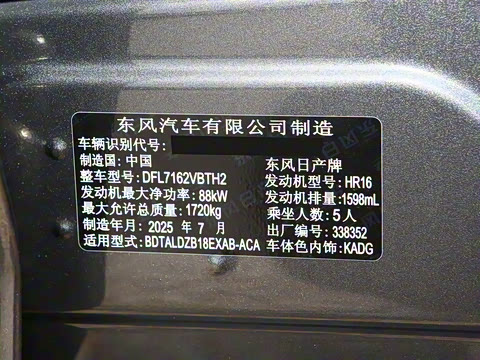 东风汽车有限公司制造
车辆识别代号:
制造国: 中国 东风日产牌
整车型号: DFL7162VBTH2 发动机型号: HR16
发动机最大净功率: 88kW 发动机排量: 1598mL
最大允许总质量: 1720kg 乘坐人数: 5 人
制造年月: 2025 年 7 月 出厂编号: 338352
适用型式: BDTALDZB18EXAB-ACA 车体色内饰: KADG